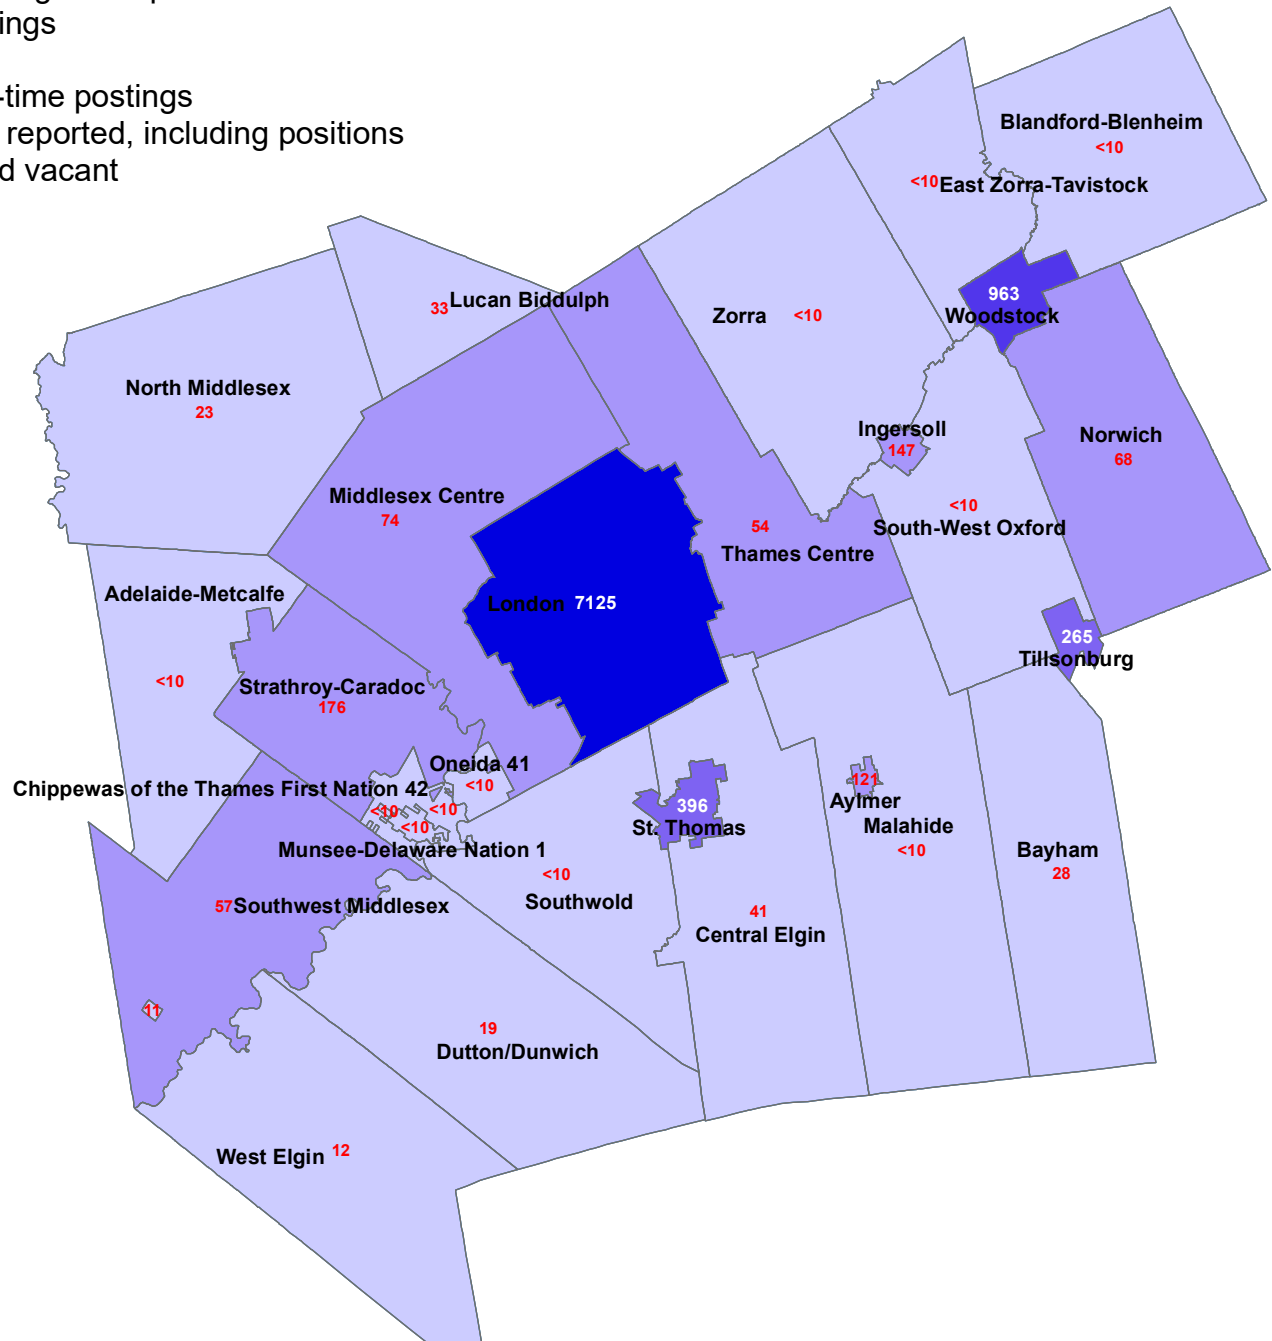 ings
-time postings
reported, including positions
d vacant
Blandford-Blenheim
<10
<10 East Zorra-Tavistock
963
Woodstock
33 Lucan Biddulph
Zorra <10
North Middlesex
23
Ingersoll
147
Norwich
68
Middlesex Centre
74
<10
South-West Oxford
54
Thames Centre
Adelaide-Metcalfe
<10
London 7125
265
Tillsonburg
Strathroy-Caradoc
176
Oneida 41
<10
Chippewas of the Thames First Nation 42
<10
<10
<10
Munsee-Delaware Nation 1
396
St. Thomas
121
Aylmer
Malahide
<10
Bayham
28
<10
Southwold
57 Southwest Middlesex
41
Central Elgin
11
19
Dutton/Dunwich
West Elgin 12